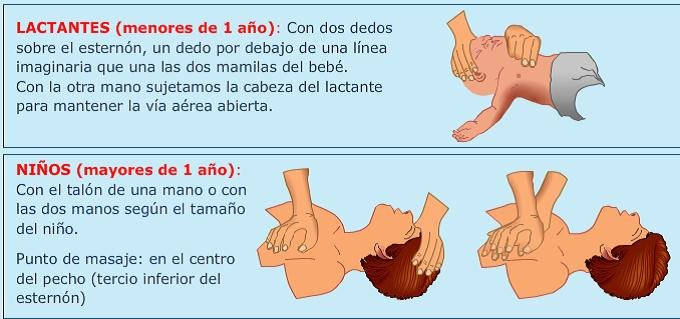 LACTANTES (menores de 1 año): Con dos dedos
sobre el esternón, un dedo por debajo de una línea
imaginaria que una las dos mamilas del bebé.
Con la otra mano sujetamos la cabeza del lactante
para mantener la vía aérea abierta.
NIÑOS (mayores de 1 año):
Con el talón de una mano o con
las dos manos según el tamaño
del niño.
Punto de masaje: en el centro
del pecho (tercio inferior del
esternón)